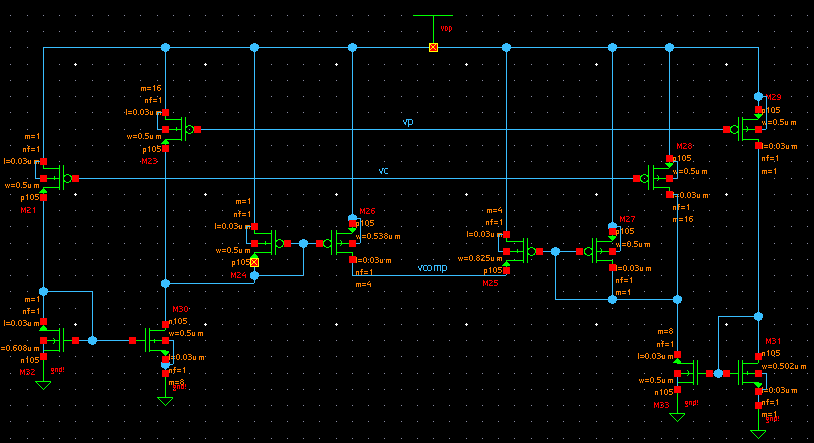 vpp
m=16
nf=1
l=0.03u m
w=0.5u m
p105
M23
vp
M29
p105
w=0.5u m
l=0.03u m
nf=1
m=1
m=1
nf=1
l=0.03u m
w=0.5u m
p105
M21
vc
M28
p105
w=0.5u m
l=0.03u m
nf=1
m=16
m=1
nf=1
l=0.03u m
w=0.5u m
p105
M24
M26
p105
w=0.538u m
l=0.03u m
nf=1
m=4
vcomp
m=4
nf=1
l=0.03u m
w=0.825u m
p105
M25
M27
p105
w=0.5u m
l=0.03u m
nf=1
m=1
m=1
nf=1
l=0.03u m
=0.608u m
n105
M32
gnd!
M30
n105
w=0.5u m
l=0.03u m
nf=1
m=8
gnd!
m=8
nf=1
l=0.03u m
w=0.5u m
n105
M33
gnd!
M31
n105
w=0.502u m
l=0.03u m
nf=1
m=1
gnd!